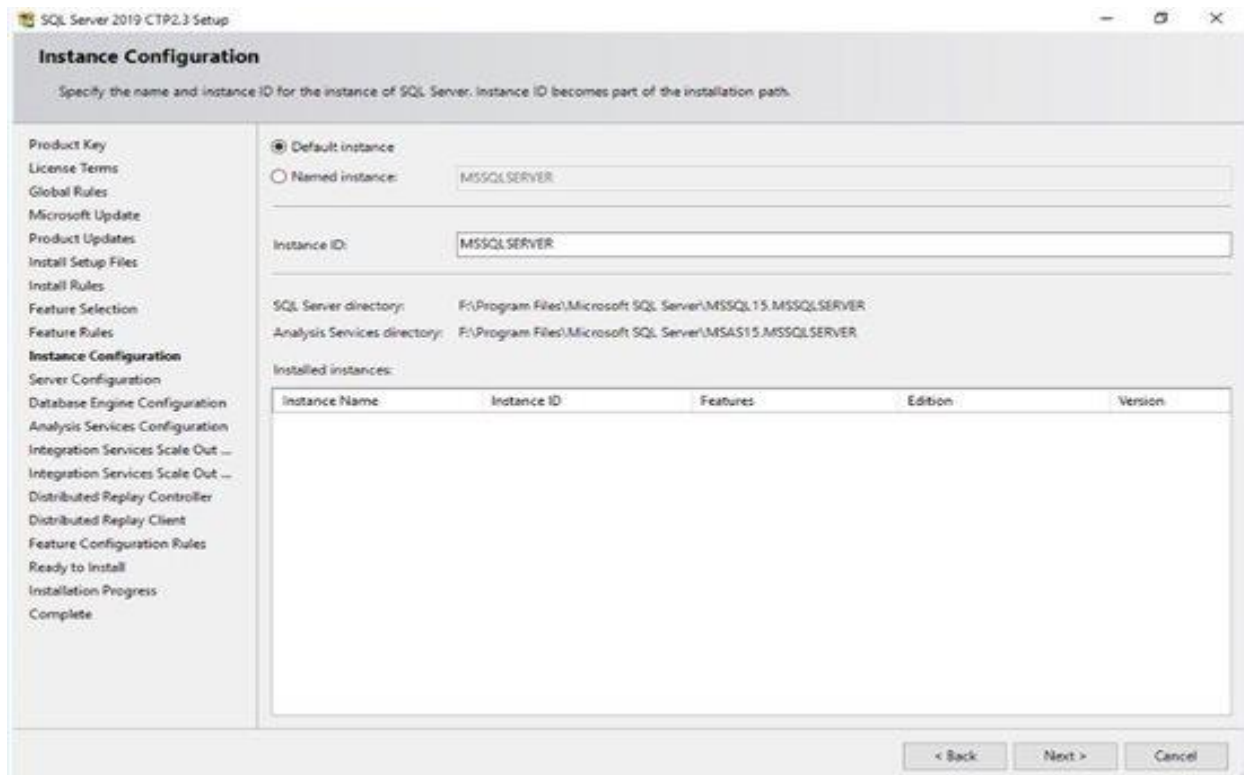 SQL Server 2019 CTP2.3 Setup
Instance Configuration
Specify the name and instance ID for the instance of SQL Server. Instance ID becomes part of the installation path.
Product Key
License Terms
Global Rules
Microsoft Update
Product Updates
Install Setup Files
Install Rules
Feature Selection
Feature Rules
Instance Configuration
Server Configuration
Database Engine Configuration
Analysis Services Configuration
Integration Services Scale Out ...
Integration Services Scale Out ...
Distributed Replay Controller
Distributed Replay Client
Feature Configuration Rules
Ready to Install
Installation Progress
Complete
Default instance
Named instance: MSSQLSERVER
Instance ID: MSSQLSERVER
SQL Server directory: F:\Program Files\Microsoft SQL Server\MSSQL15.MSSQLSERVER
Analysis Services directory: F:\Program Files\Microsoft SQL Server\MSAS15.MSSQLSERVER
Installed instances:
Instance Name Instance ID Features Edition Version
< Back Next > Cancel